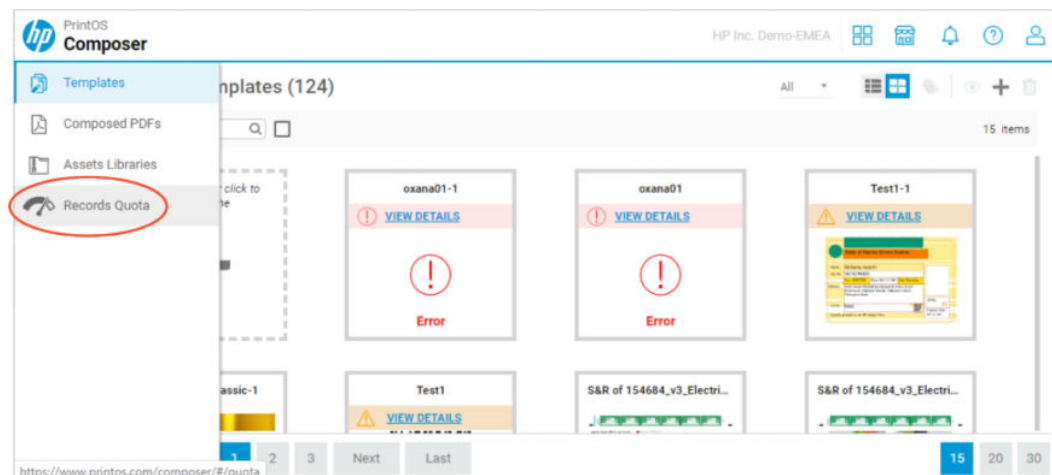 hp
PrintOS
Composer
HP Inc. Demo-EMEA
Templates
Composed PDFs
Assets Libraries
Records Quota
nplates (124)
All
15 items
click to
oxana01-1
VIEW DETAILS
Error
oxana01
VIEW DETAILS
Error
Test1-1
VIEW DETAILS
assic-1
Test1
VIEW DETAILS
S&R of 154684_v3_Electri...
S&R of 154684_v3_Electri...
1 2 3 Next Last
15 20 30
https://www.printos.com/composer/#/quota